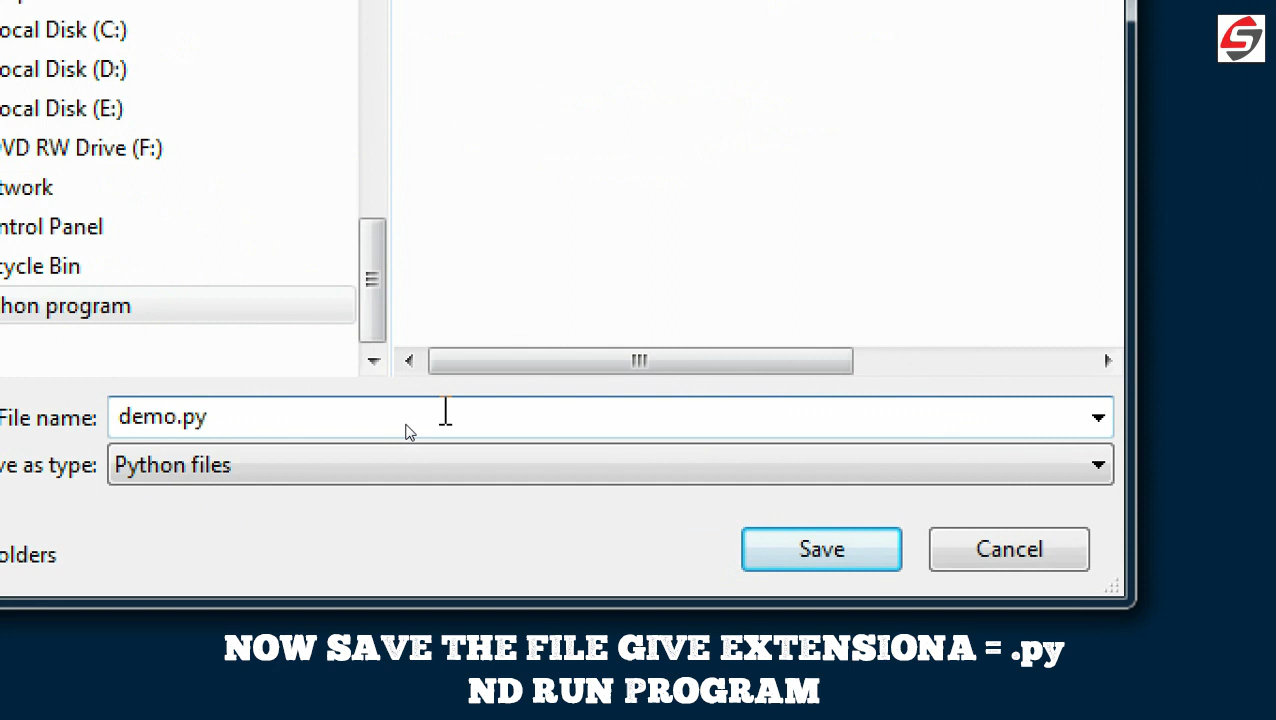 ocal Disk (C:)
ocal Disk (D:)
ocal Disk (E:)
VD RW Drive (F:)
twork
ntrol Panel
cycle Bin
hon program
File name: demo.py
ve as type: Python files
olders
Save
Cancel
NOW SAVE THE FILE GIVE EXTENSIONA = .py
ND RUN PROGRAM